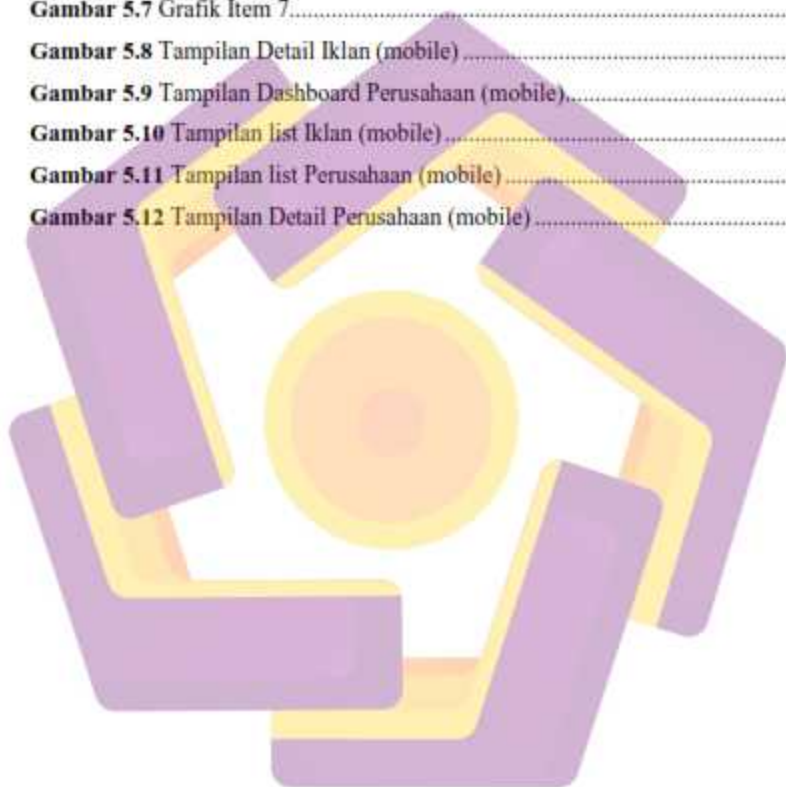 Gambar 5.7 Grafik Item 7..........................................................................................
Gambar 5.8 Tampilan Detail Iklan (mobile)..........................................................
Gambar 5.9 Tampilan Dashboard Perusahaan (mobile)........................................
Gambar 5.10 Tampilan list Iklan (mobile).............................................................
Gambar 5.11 Tampilan list Perusahaan (mobile)..................................................
Gambar 5.12 Tampilan Detail Perusahaan (mobile).............................................